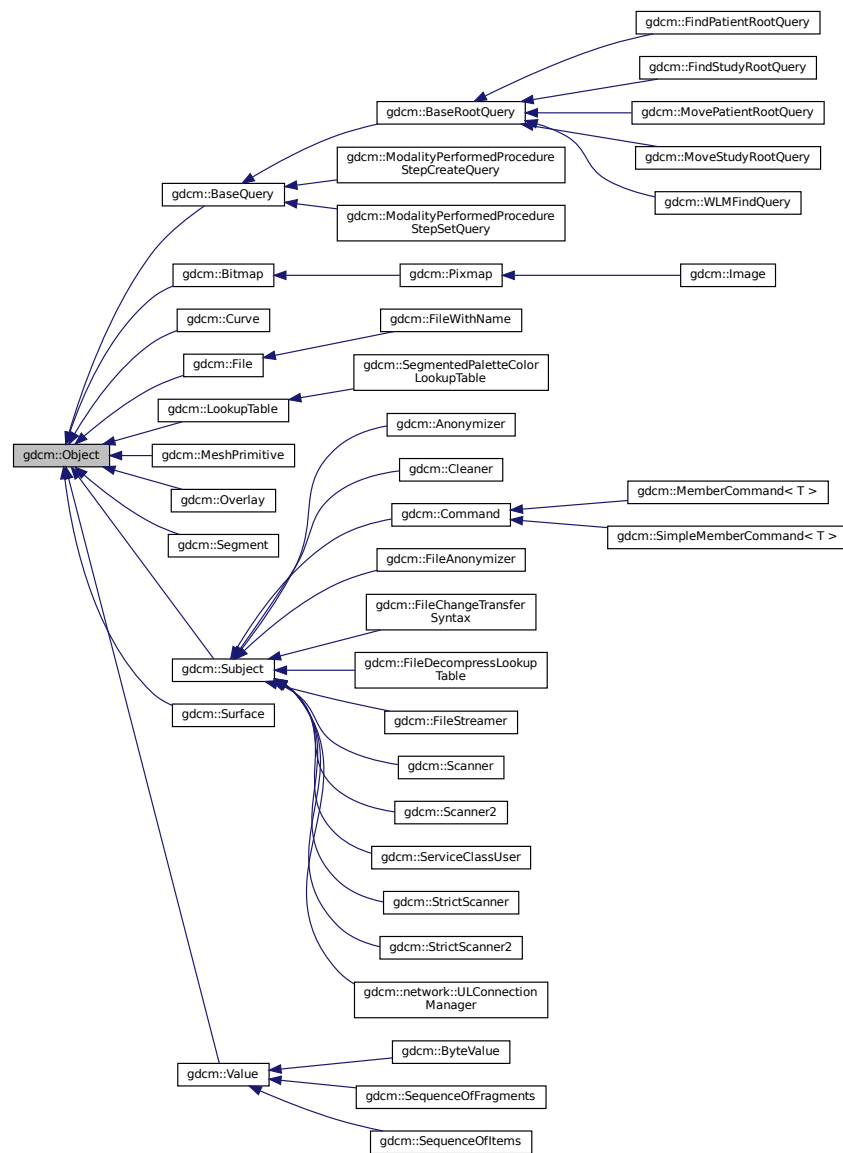 gdcm::FindPatientRootQuery
gdcm::FindStudyRootQuery
gdcm::BaseRootQuery
gdcm::MovePatientRootQuery
gdcm::MoveStudyRootQuery
gdcm::ModalityPerformedProcedure
StepCreateQuery
gdcm::BaseQuery
gdcm::WLMFindQuery
gdcm::ModalityPerformedProcedure
StepSetQuery
gdcm::Bitmap
gdcm::Pixmap
gdcm::Image
gdcm::Curve
gdcm::FileWithName
gdcm::File
gdcm::SegmentedPaletteColor
LookupTable
gdcm::LookupTable
gdcm::Anonymizer
gdcm::Object
gdcm::MeshPrimitive
gdcm::Cleaner
gdcm::MemberCommand< T >
gdcm::Overlay
gdcm::Command
gdcm::SimpleMemberCommand< T >
gdcm::Segment
gdcm::FileAnonymizer
gdcm::FileChangeTransfer
Syntax
gdcm::Subject
gdcm::FileDecompressLookup
Table
gdcm::Surface
gdcm::FileStreamer
gdcm::Scanner
gdcm::Scanner2
gdcm::ServiceClassUser
gdcm::StrictScanner
gdcm::StrictScanner2
gdcm::network::ULConnection
Manager
gdcm::ByteValue
gdcm::Value
gdcm::SequenceOfFragments
gdcm::SequenceOfItems